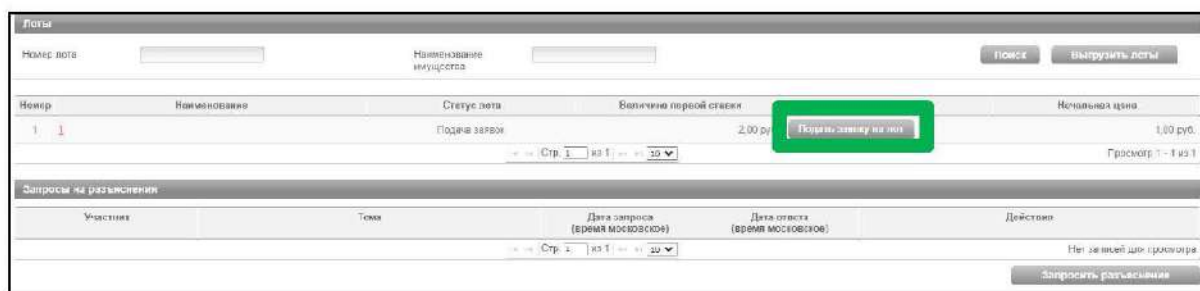 Лоты
Номер лота Наименование имущества Поиск Выгрузить лоты
Номер Наименование Статус лота Величина первой ставки Начальная цена
1 1 Подача заявок 2,00 ру Подать заявку на лот 1,00 руб.
Стр. 1 из 1 10 Просмотр 1 - 1 из 1
Запросы на разъяснения
Участник Тема Дата запроса (время московское) Дата ответа (время московское) Действия
Стр. 1 из 1 10 Нет записей для просмотра
Запросить разъяснения